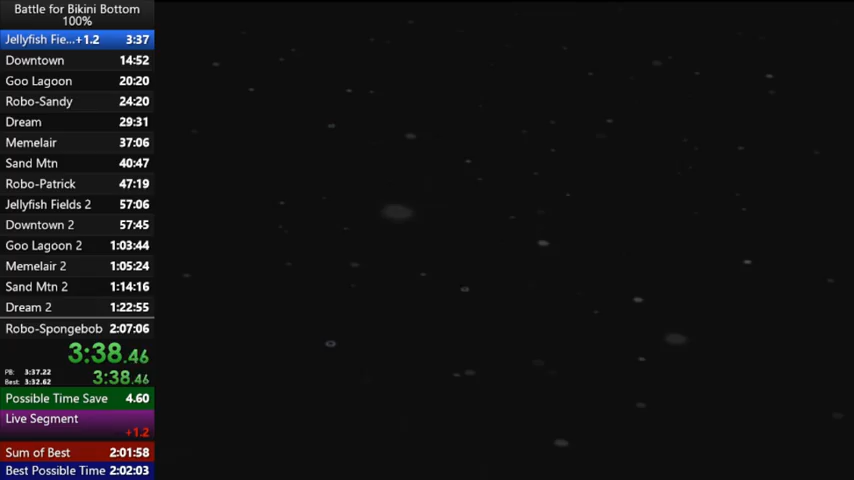 Battle for Bikini Bottom
100%
Jellyfish Fie...+1.2 3:37
Downtown 14:52
Goo Lagoon 20:20
Robo-Sandy 24:20
Dream 29:31
Memelair 37:06
Sand Mtn 40:47
Robo-Patrick 47:19
Jellyfish Fields 2 57:06
Downtown 2 57:45
Goo Lagoon 2 1:03:44
Memelair 2 1:05:24
Sand Mtn 2 1:14:16
Dream 2 1:22:55
Robo-Spongebob 2:07:06
3:38.46
PB: 3:37.22
Best: 3:32.62
3:38.46
Possible Time Save 4.60
Live Segment
+1.2
Sum of Best 2:01:58
Best Possible Time 2:02:03